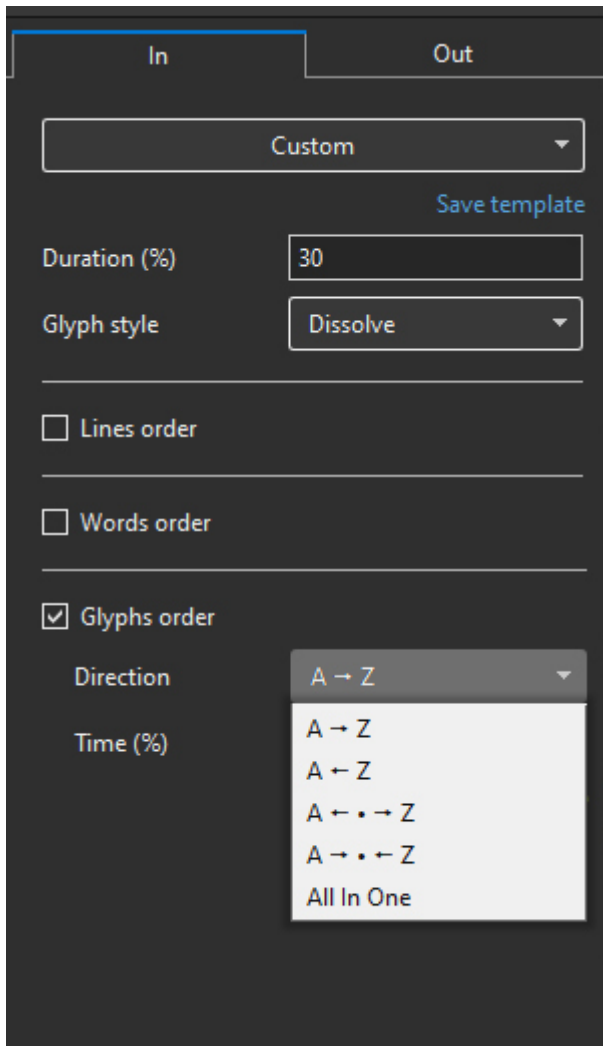 In Out
Custom
Save template
Duration (%) 30
Glyph style Dissolve
Lines order
Words order
Glyphs order
Direction A → Z
Time (%)
A → Z
A ← Z
A ← • → Z
A → • ← Z
All In One